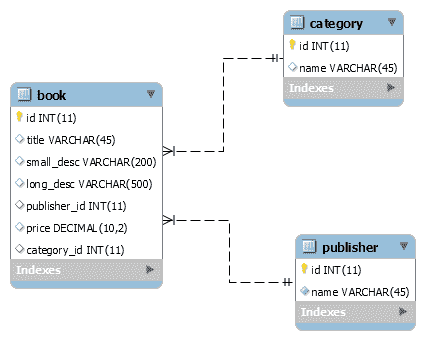 category
id INT(11)
name VARCHAR(45)
Indexes
book
id INT(11)
title VARCHAR(45)
small_desc VARCHAR(200)
long_desc VARCHAR(500)
publisher_id INT(11)
price DECIMAL(10,2)
category_id INT(11)
Indexes
publisher
id INT(11)
name VARCHAR(45)
Indexes